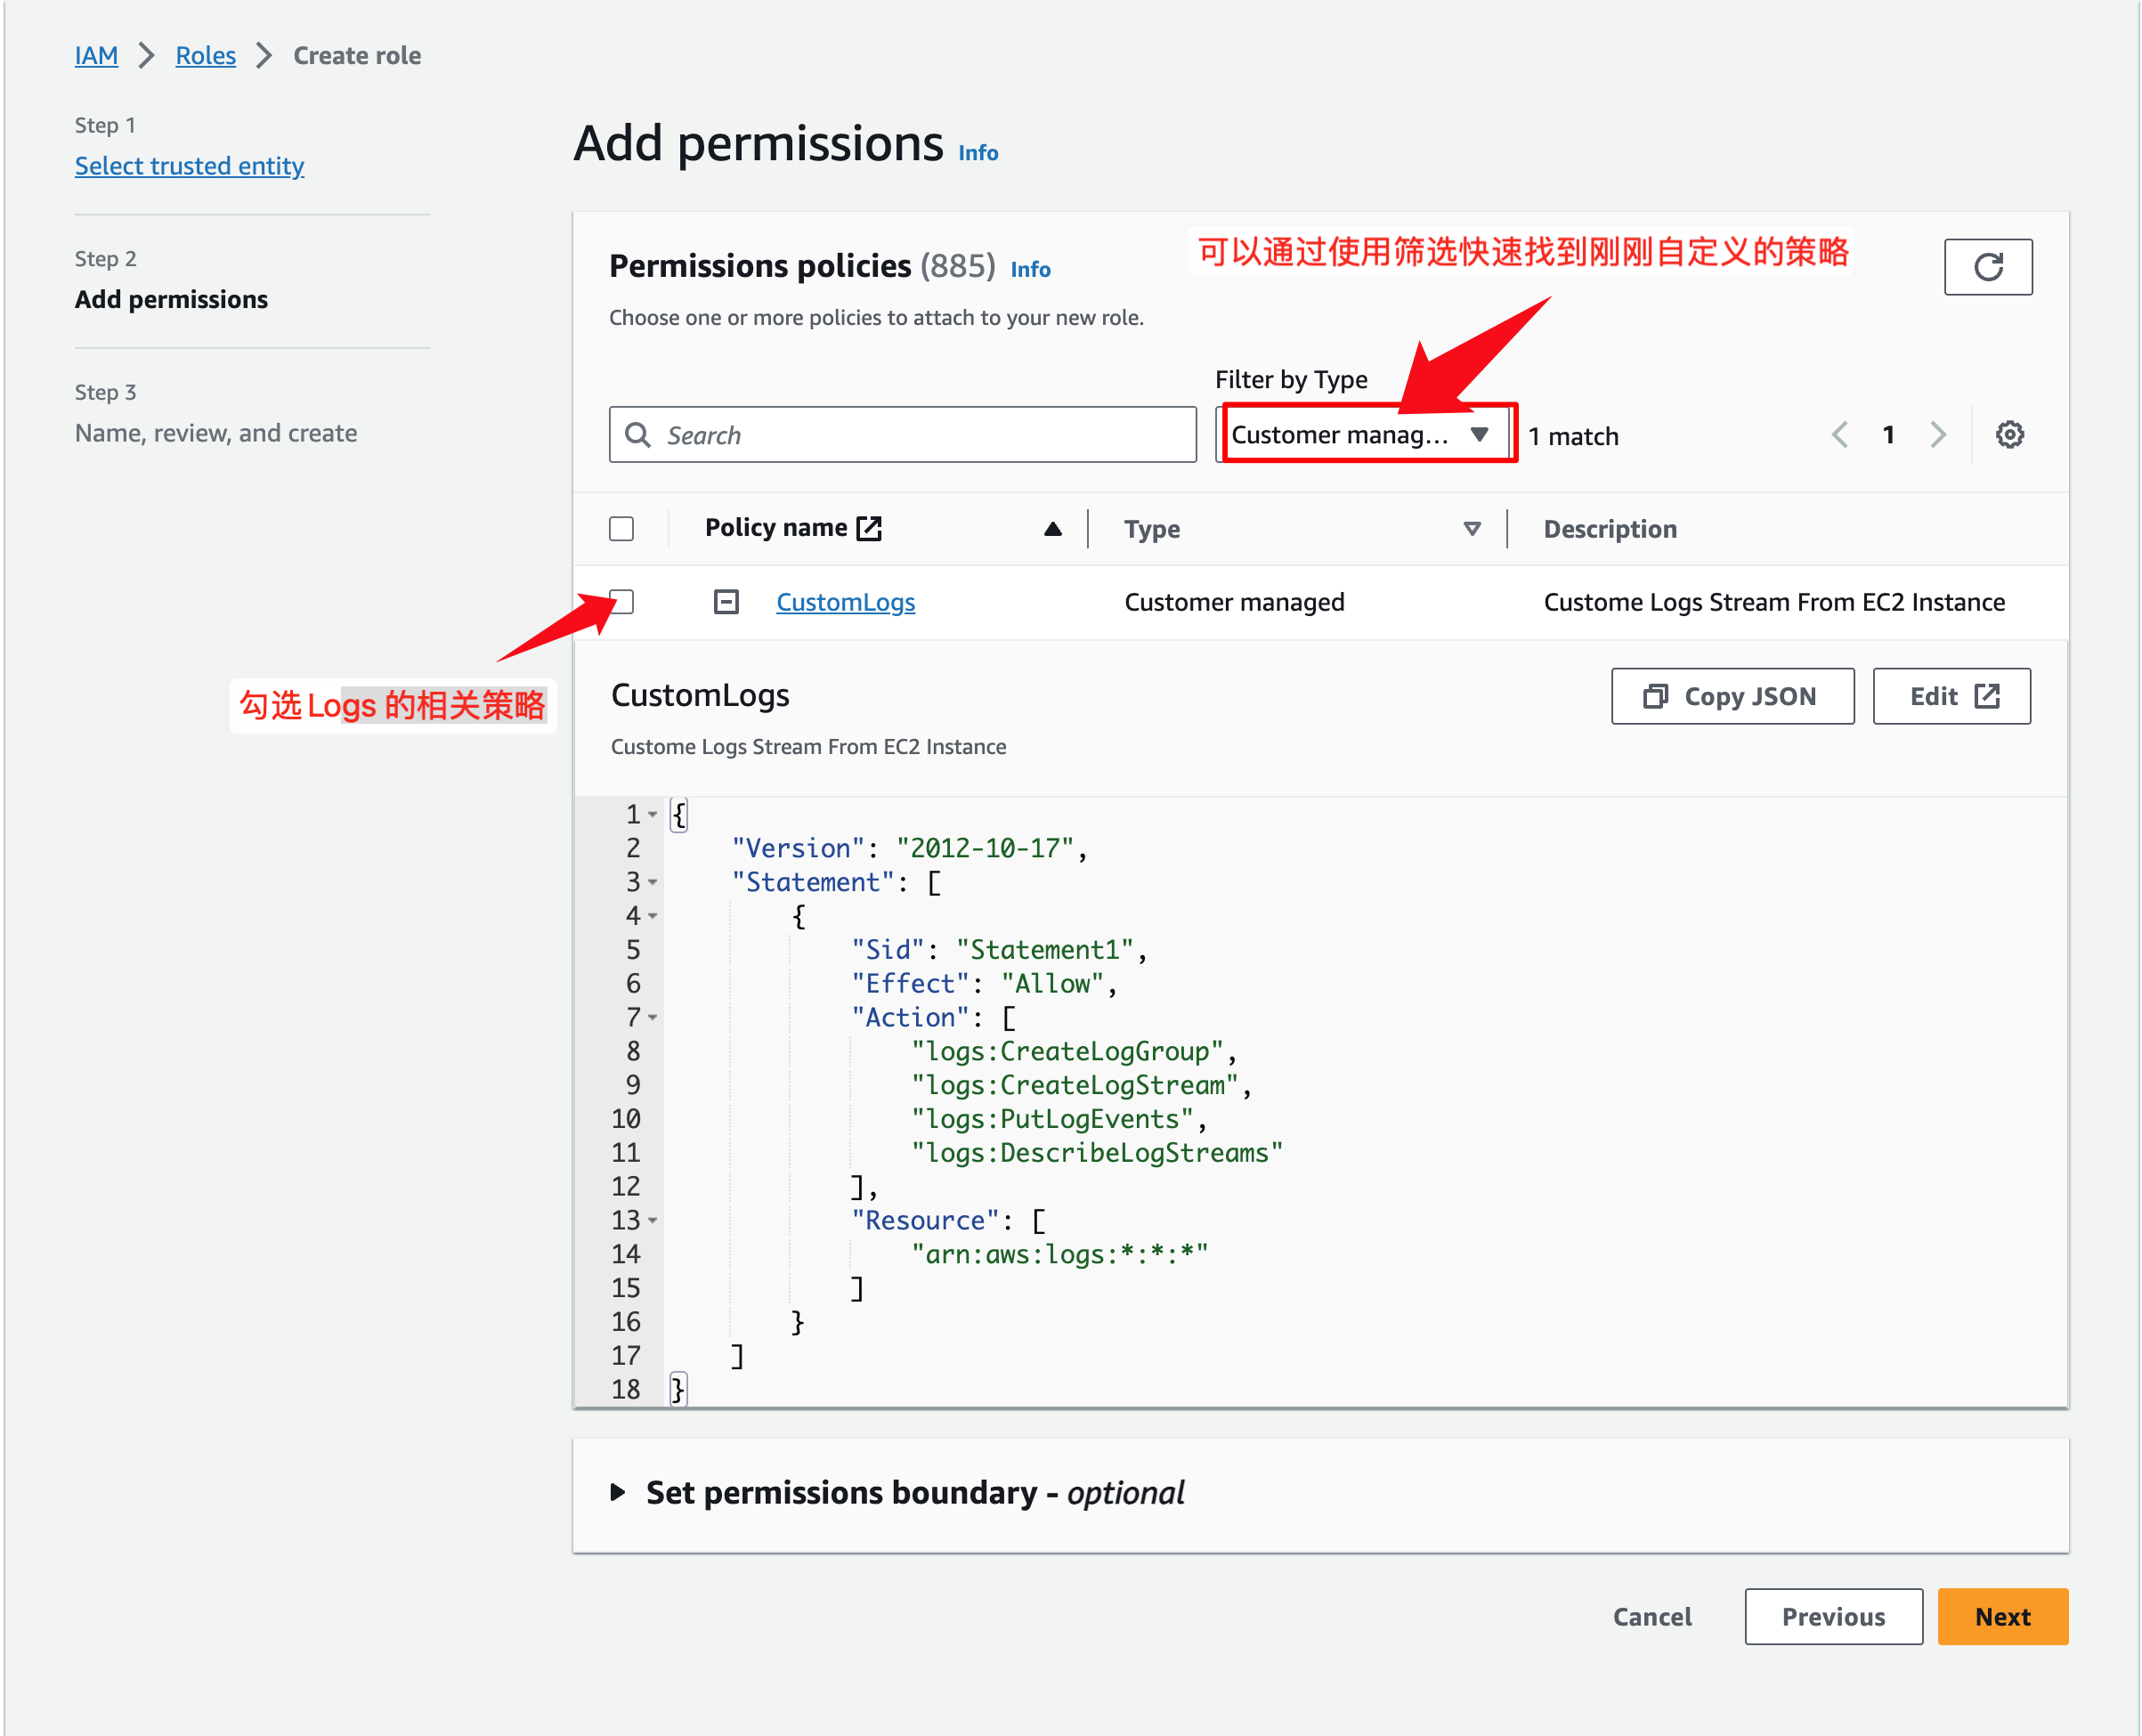 IAM > Roles > Create role
Step 1
Select trusted entity
Step 2
Add permissions
Step 3
Name, review, and create
Add permissions Info
Permissions policies (885) Info
可以通过使用筛选快速找到刚刚自定义的策略
Choose one or more policies to attach to your new role.
Filter by Type
Search
Customer manag...
1 match
1
Policy name
Type
Description
CustomLogs
Customer managed
Custome Logs Stream From EC2 Instance
勾选 Logs 的相关策略
CustomLogs
Copy JSON
Edit
Custome Logs Stream From EC2 Instance
1 {
2 "Version": "2012-10-17",
3 "Statement": [
4 {
5 "Sid": "Statement1",
6 "Effect": "Allow",
7 "Action": [
8 "logs:CreateLogGroup",
9 "logs:CreateLogStream",
10 "logs:PutLogEvents",
11 "logs:DescribeLogStreams"
12 ],
13 "Resource": [
14 "arn:aws:logs:*:*:*"
15 ]
16 }
17 ]
18 }
Set permissions boundary - optional
Cancel
Previous
Next